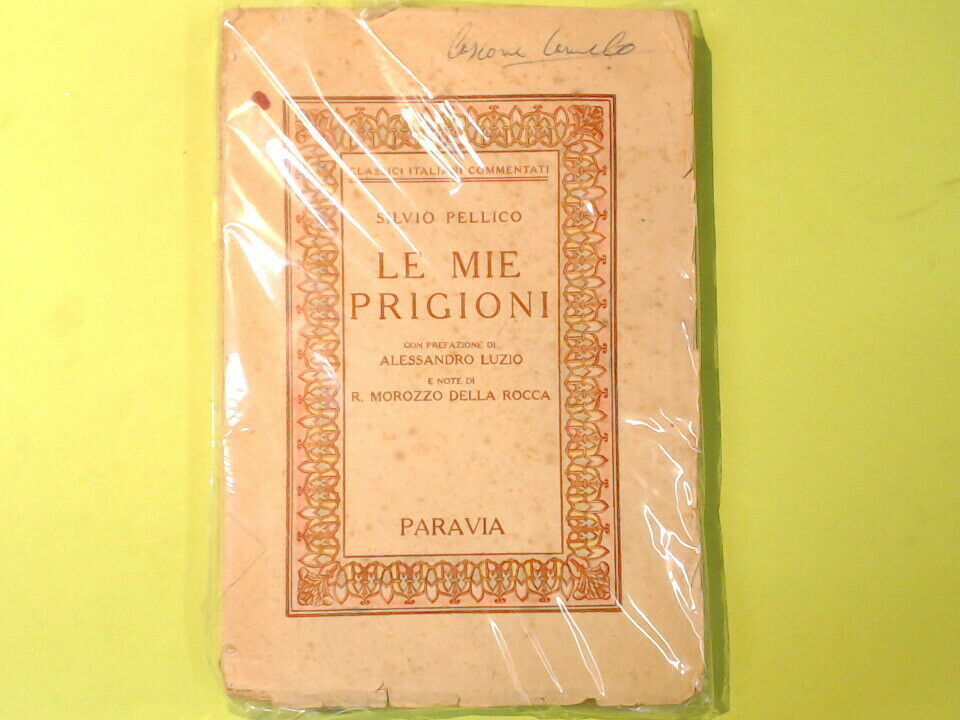 CLASSICI ITALIANI COMMENTATI
SILVIO PELLICO
LE MIE
PRIGIONI
CON PREFAZIONE DI
ALESSANDRO LUZIO
E NOTE DI
R. MOROZZO DELLA ROCCA
PARAVIA